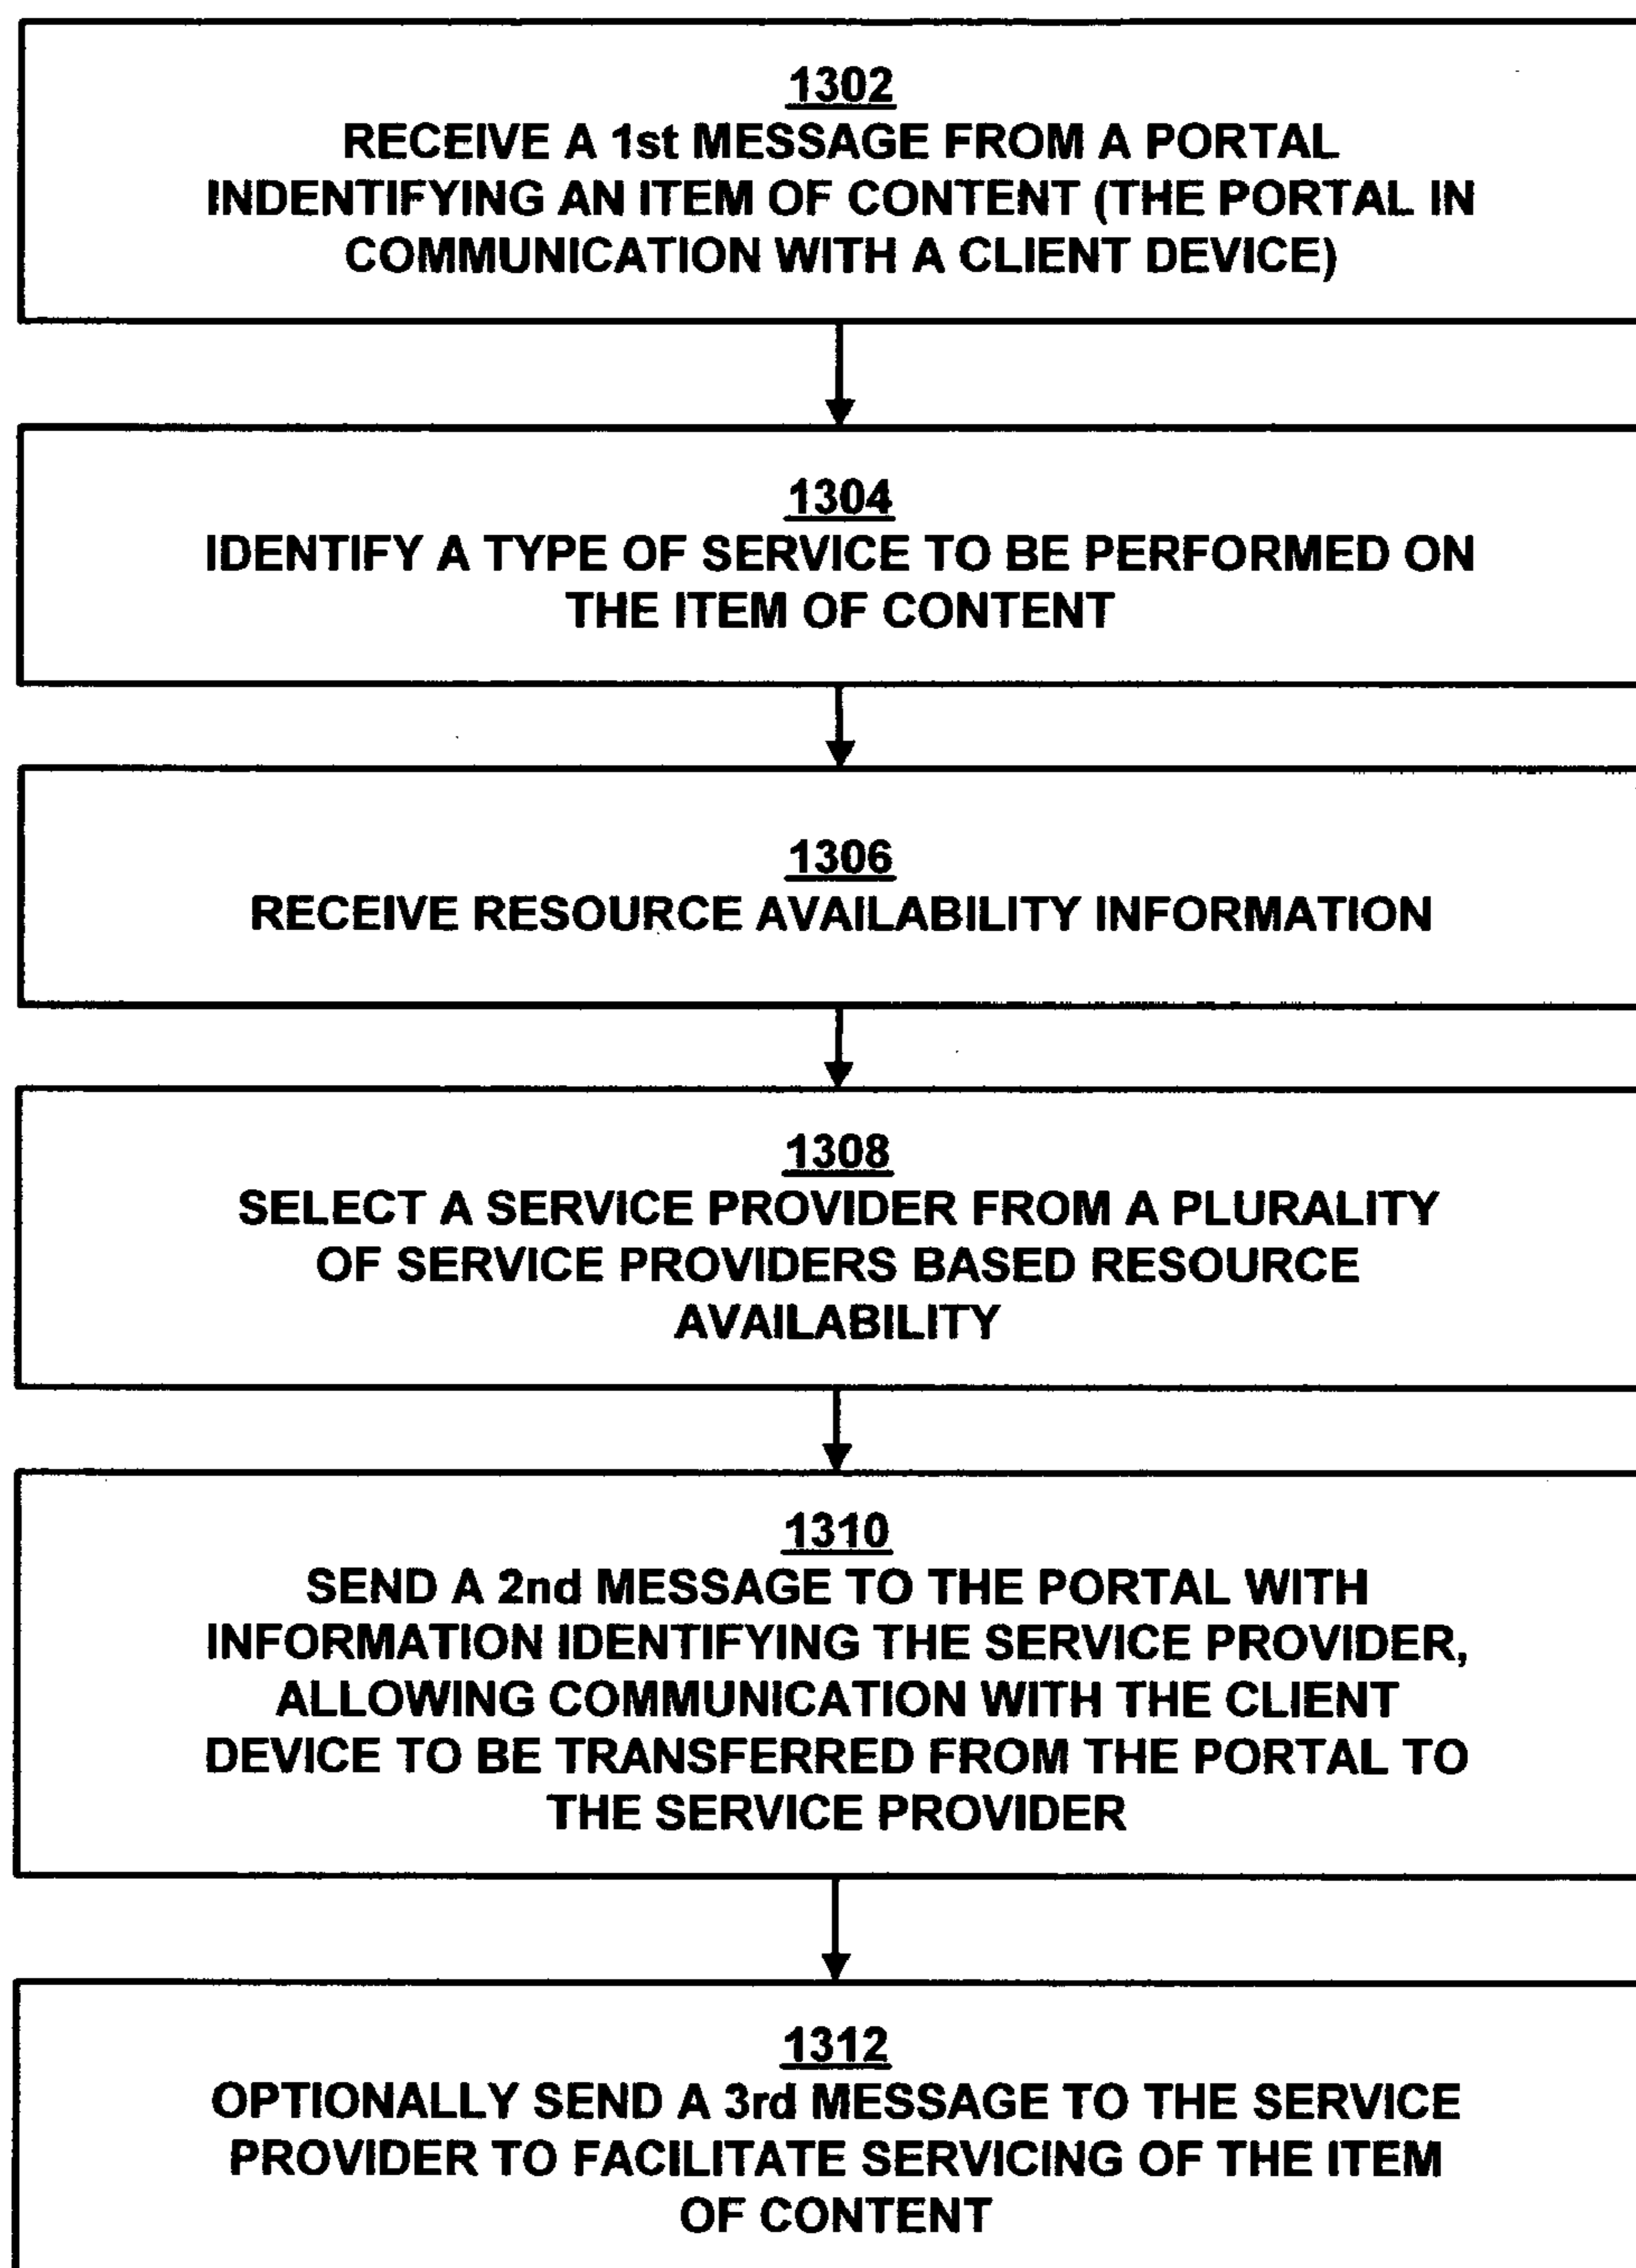 1302
RECEIVE A 1st MESSAGE FROM A PORTAL
INDENTIFYING AN ITEM OF CONTENT (THE PORTAL IN
COMMUNICATION WITH A CLIENT DEVICE)
1304
IDENTIFY A TYPE OF SERVICE TO BE PERFORMED ON
THE ITEM OF CONTENT
1306
RECEIVE RESOURCE AVAILABILITY INFORMATION
1308
SELECT A SERVICE PROVIDER FROM A PLURALITY
OF SERVICE PROVIDERS BASED RESOURCE
AVAILABILITY
1310
SEND A 2nd MESSAGE TO THE PORTAL WITH
INFORMATION IDENTIFYING THE SERVICE PROVIDER,
ALLOWING COMMUNICATION WITH THE CLIENT
DEVICE TO BE TRANSFERRED FROM THE PORTAL TO
THE SERVICE PROVIDER
1312
OPTIONALLY SEND A 3rd MESSAGE TO THE SERVICE
PROVIDER TO FACILITATE SERVICING OF THE ITEM
OF CONTENT